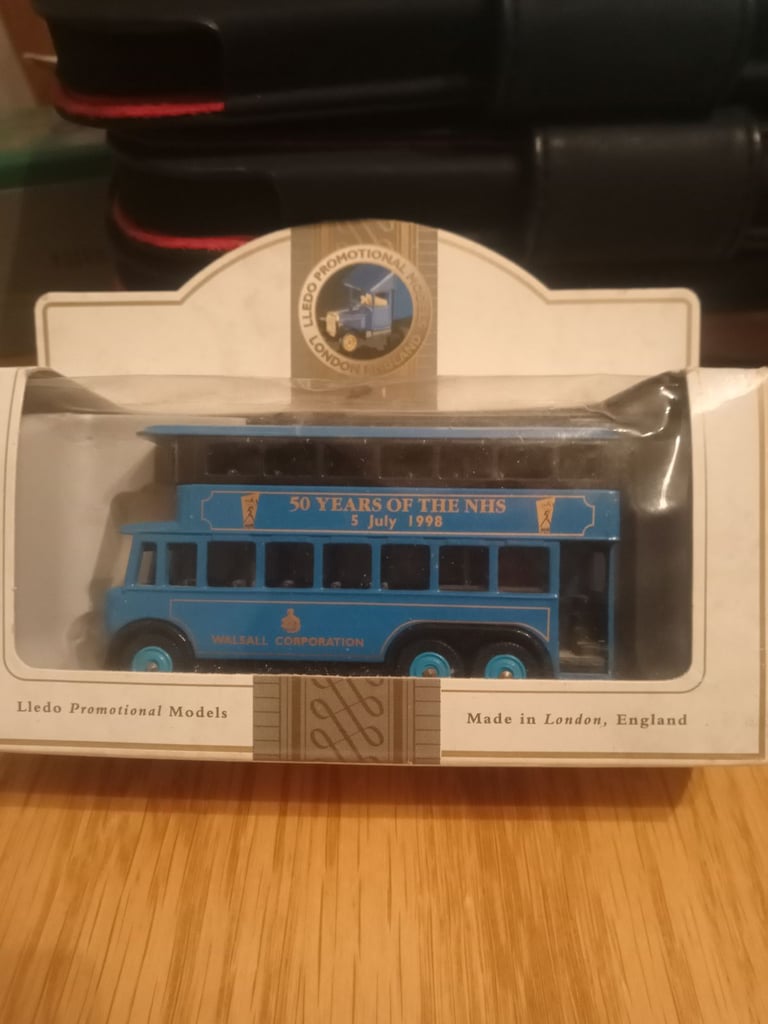 LLEDO PROMOTIONAL
LONDON ENGLAND
50 YEARS OF THE NHS
5 July 1998
WALSALL CORPORATION
Lledo Promotional Models
Made in London, England